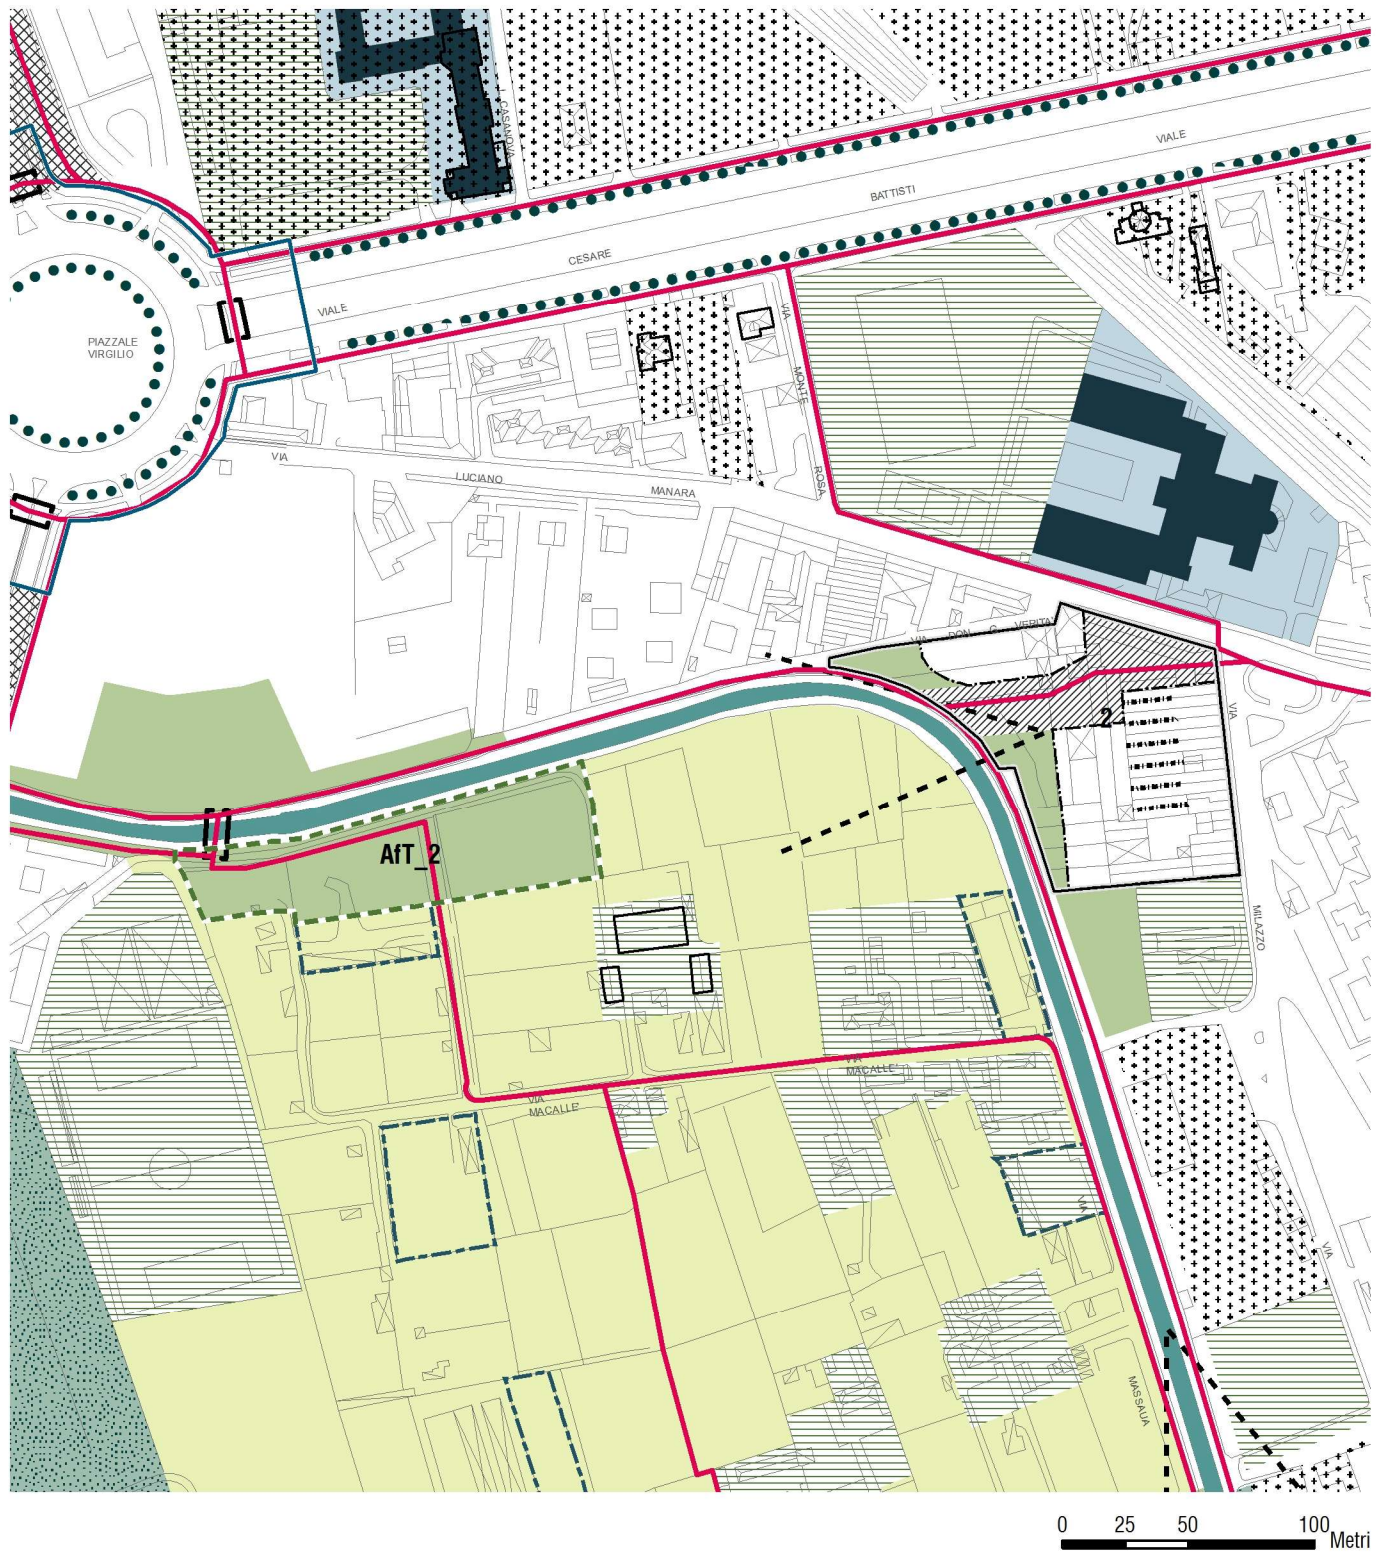 CASANOVA
VIALE
BATTISTI
CESARE
VIALE
PIAZZALE
VIRGILIO
VIA
MONTE
ROSA
VIA
LUCIANO
MANARA
VIA DON C. VERITA'
2
VIA
MILAZZO
AfT_2
VIA
MACALLE'
VIA
MACALLE'
VIA
MASSAUA
VIA
0 25 50 100
Metri